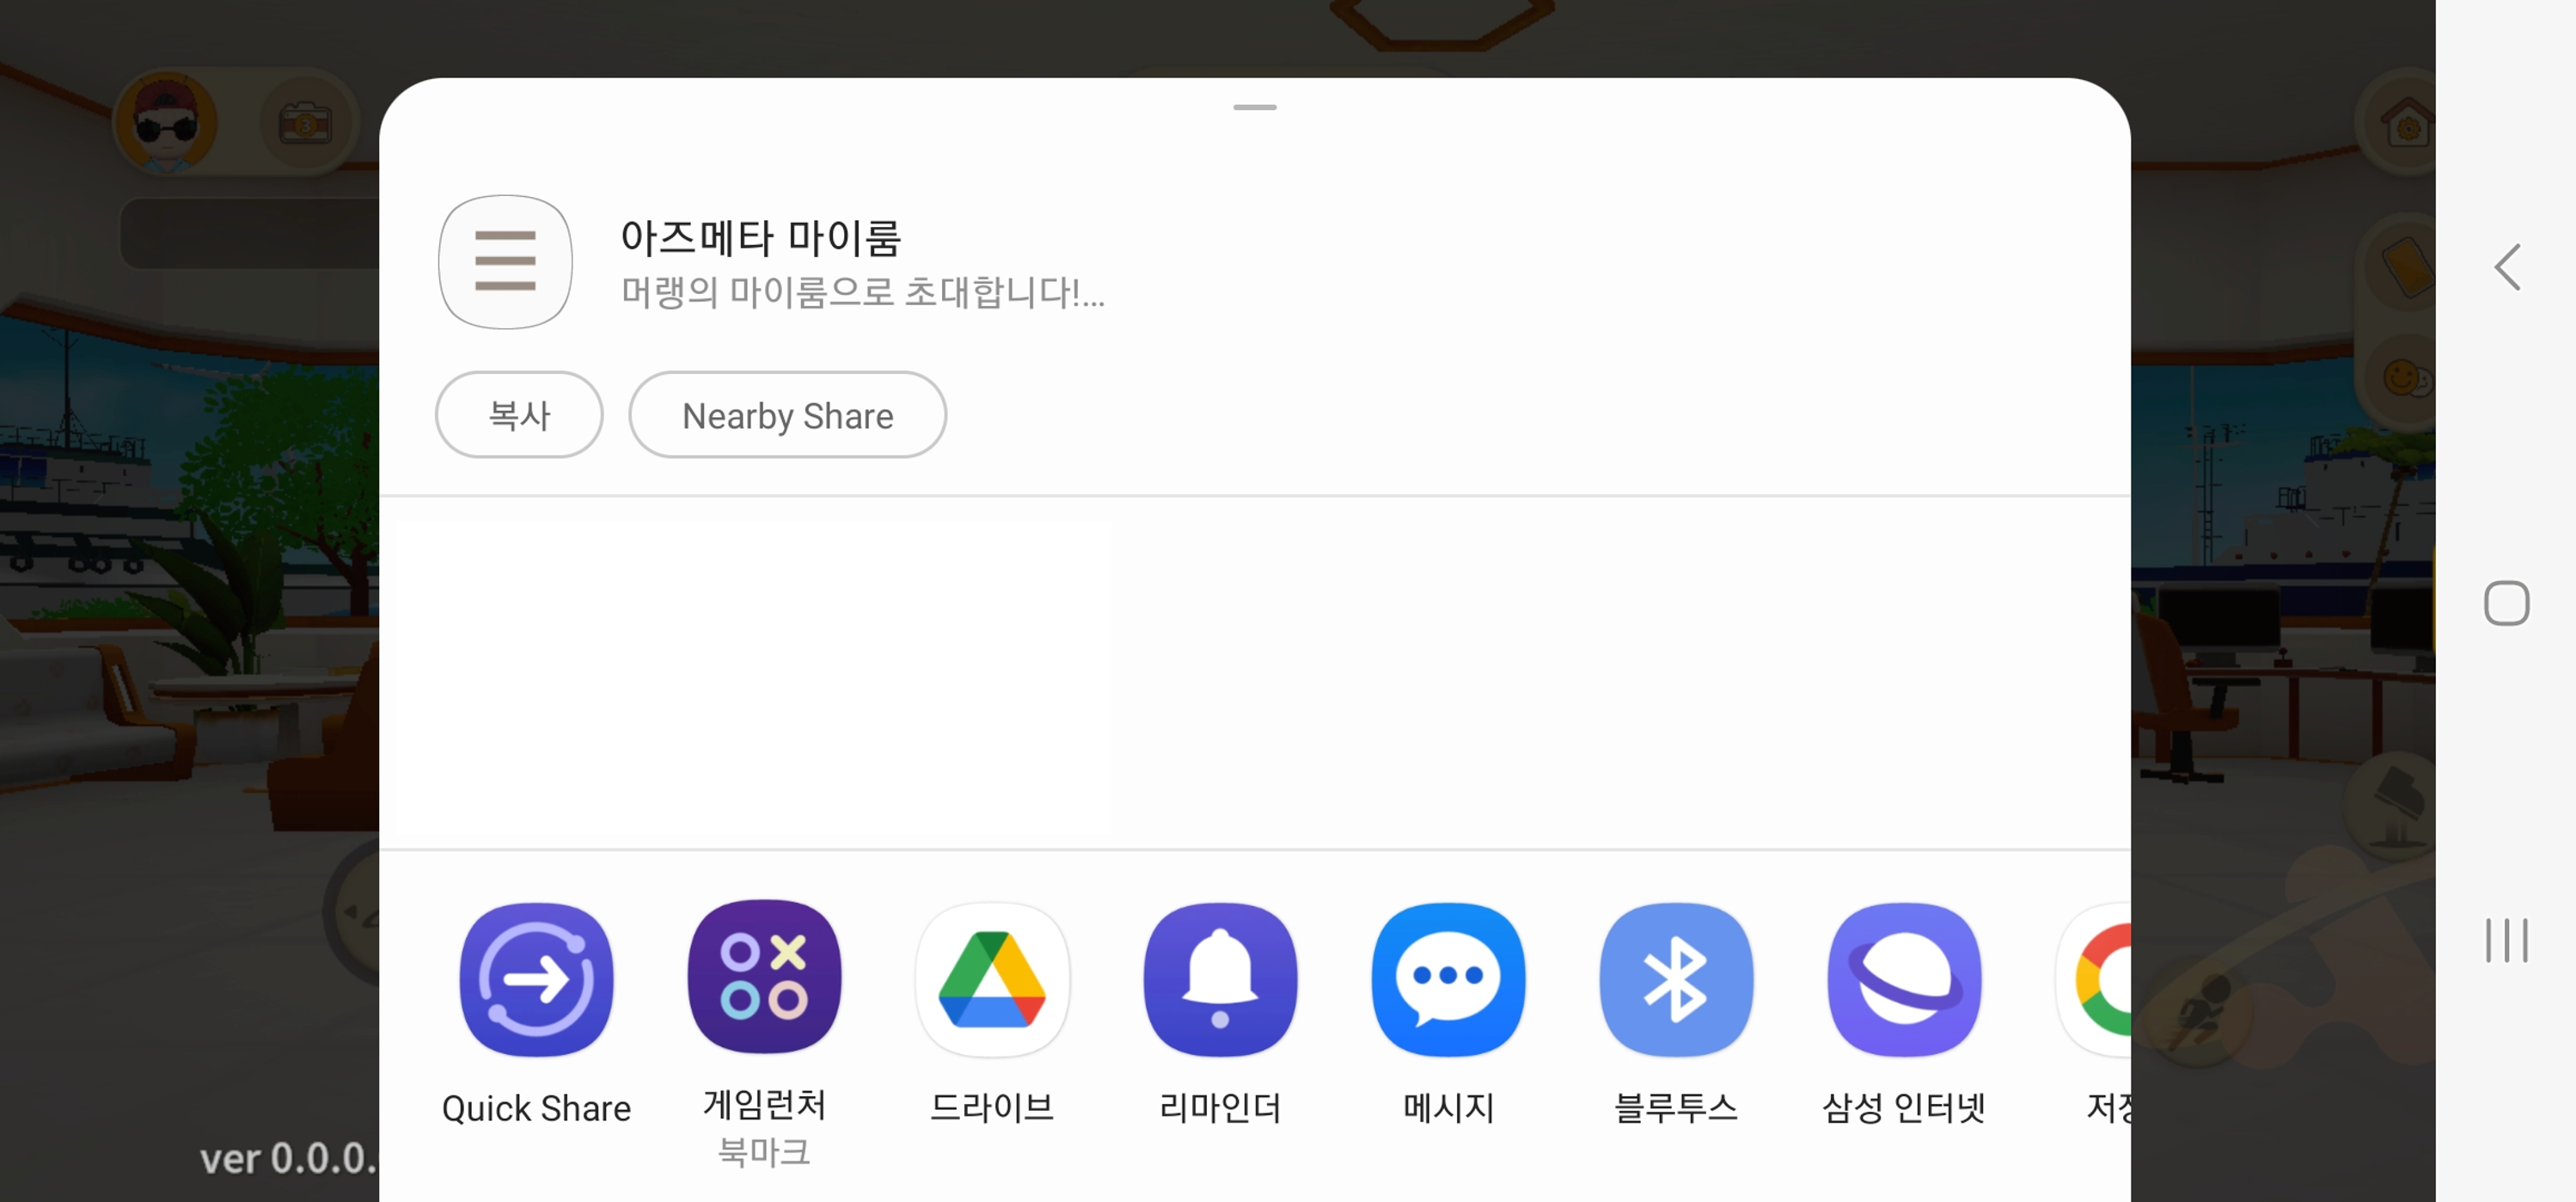 아즈메타 마이룸
머랭의 마이룸으로 초대합니다!...
복사
Nearby Share
Quick Share
게임런처
북마크
드라이브
리마인더
메시지
블루투스
삼성 인터넷
ver 0.0.0.